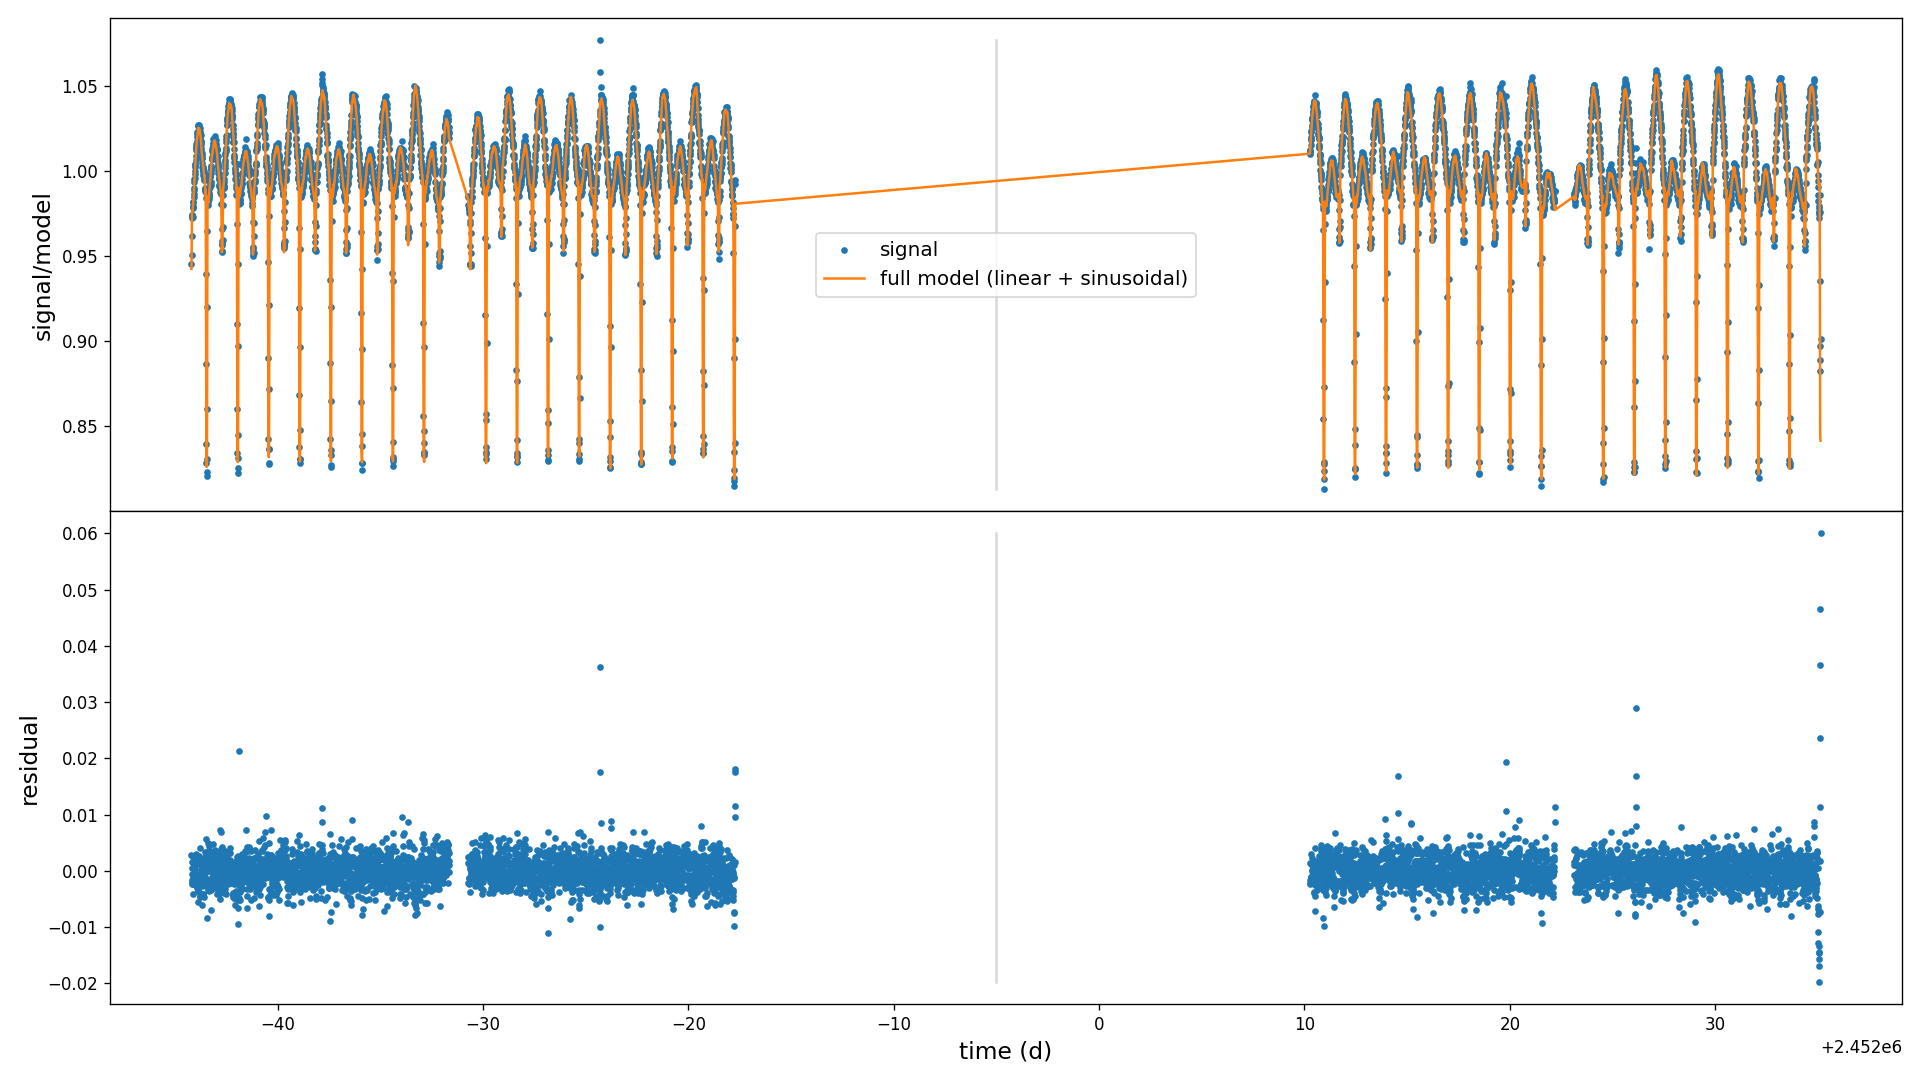 signal/model
1.05
1.00
0.95
0.90
0.85
signal
full model (linear + sinusoidal)
residual
0.06
0.05
0.04
0.03
0.02
0.01
0.00
−0.01
−0.02
−40 −30 −20 −10 0 10 20 30
time (d)
+2.452e6